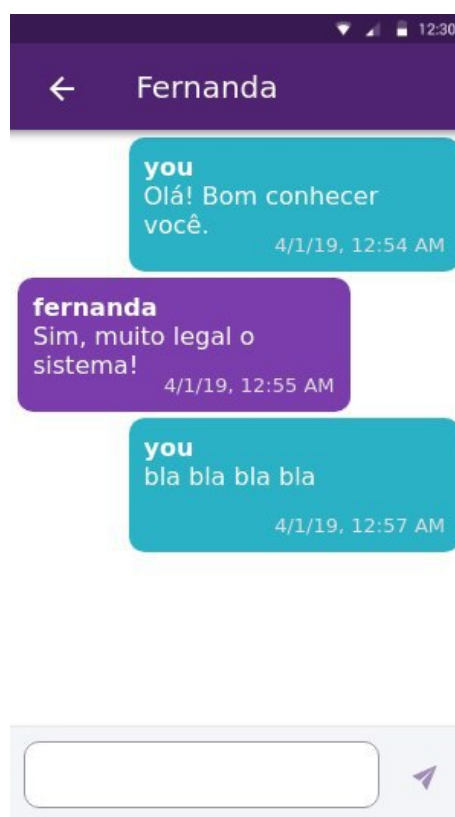 12:30
Fernanda
you
Olá! Bom conhecer
você.
4/1/19, 12:54 AM
fernanda
Sim, muito legal o
sistema!
4/1/19, 12:55 AM
you
bla bla bla bla
4/1/19, 12:57 AM